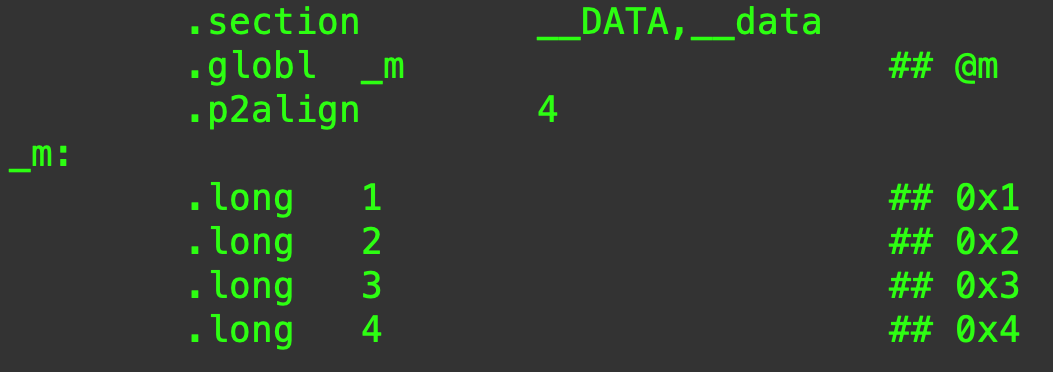 .section __DATA,__data
.globl _m ## @m
.p2align 4
_m:
.long 1 ## 0x1
.long 2 ## 0x2
.long 3 ## 0x3
.long 4 ## 0x4